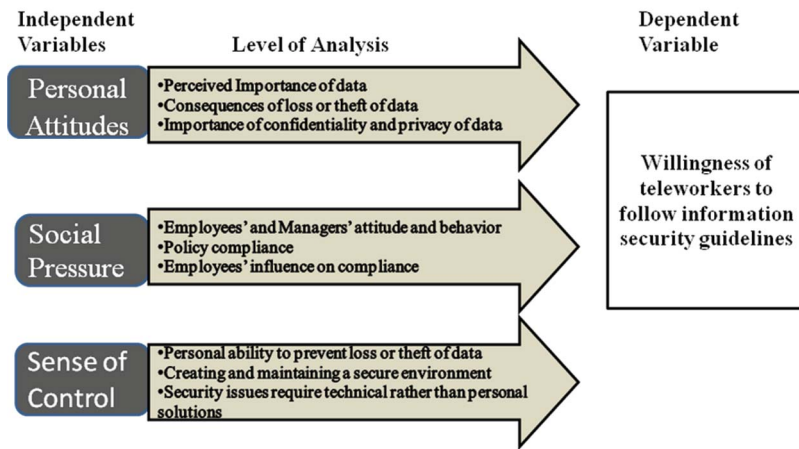 Independent
Variables
Level of Analysis
Dependent
Variable
Personal
Attitudes
•Perceived Importance of data
•Consequences of loss or theft of data
•Importance of confidentiality and privacy of data
Social
Pressure
•Employees' and Managers' attitude and behavior
•Policy compliance
•Employees' influence on compliance
Sense of
Control
•Personal ability to prevent loss or theft of data
•Creating and maintaining a secure environment
•Security issues require technical rather than personal
solutions
Willingness of
teleworkers to
follow information
security guidelines